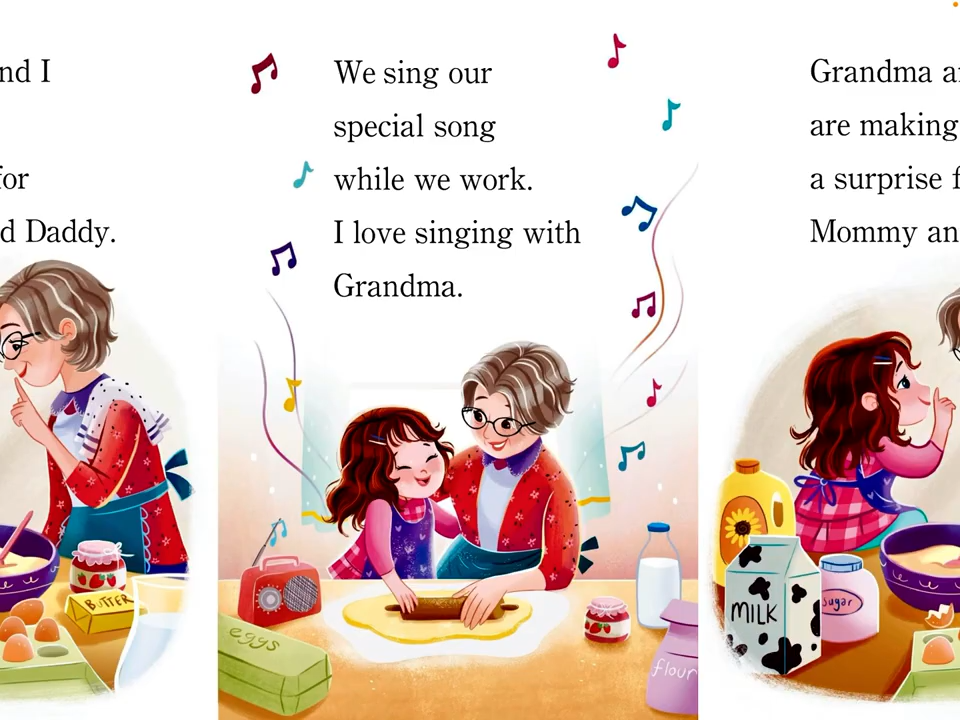 nd I
for
d Daddy.
BUTTER
We sing our
special song
while we work.
I love singing with
Grandma.
eggs
flour
Grandma a
are making
a surprise f
Mommy an
MILK
sugar